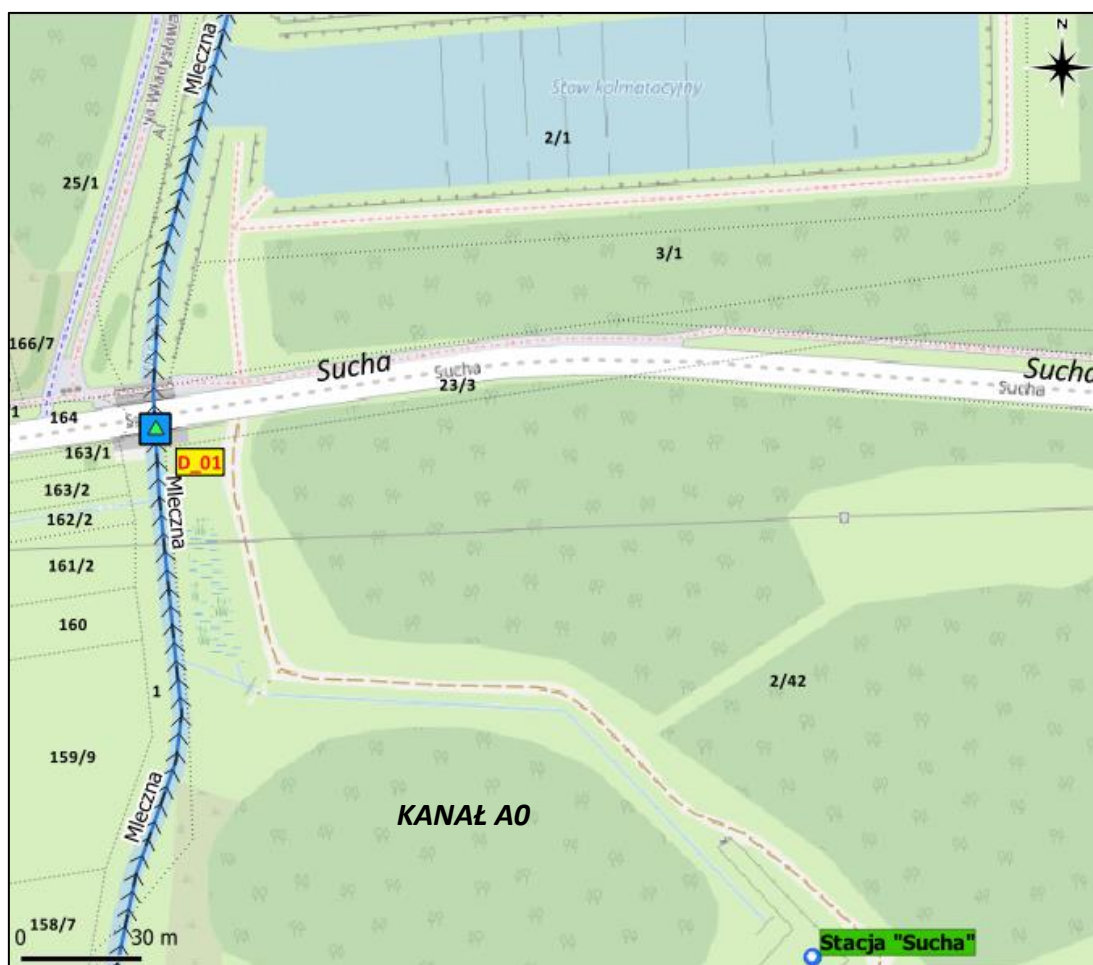 Mleczna
N
Staw kolmatacyjny
2/1
25/1
3/1
166/7
Sucha
Sucha
23/3
Sucha
Sucha
1
164
163/1
D_01
163/2
Mleczna
162/2
161/2
160
1
2/42
159/9
Mleczna
KANAŁ A0
158/7
0 30 m
Stacja "Sucha"